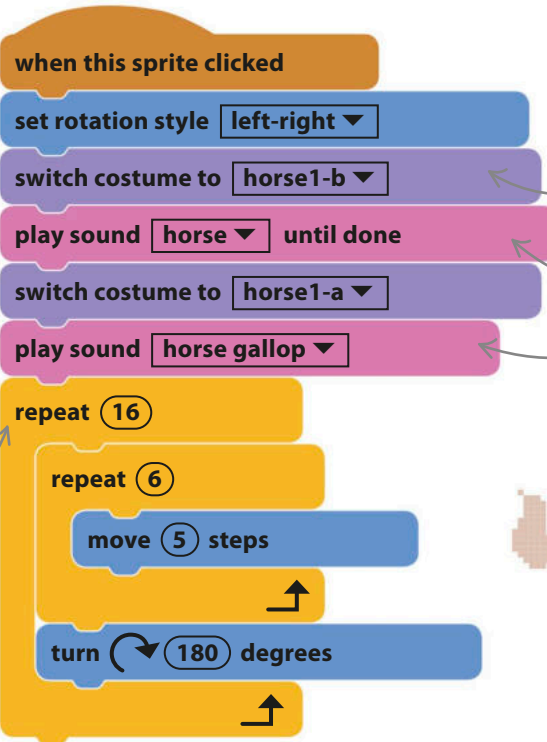 when this sprite clicked
set rotation style left-right
switch costume to horse1-b
play sound horse until done
switch costume to horse1-a
play sound horse gallop
repeat 16
repeat 6
move 5 steps
turn 180 degrees